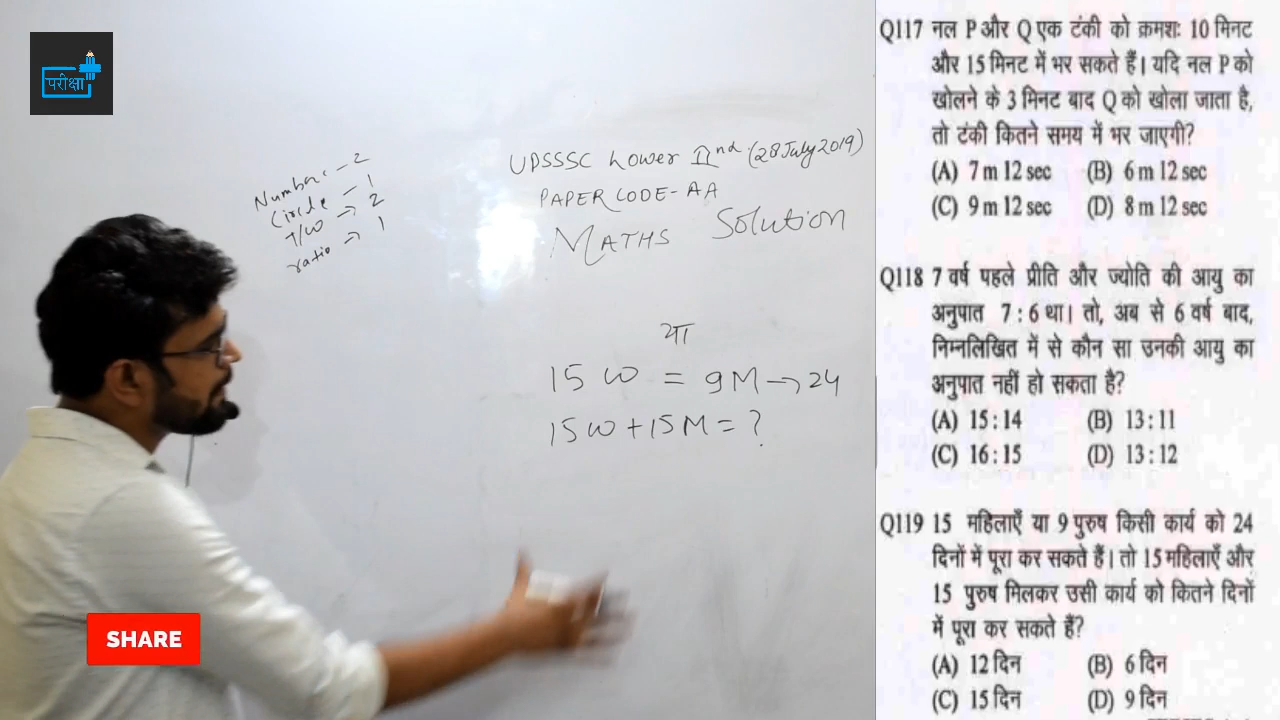 परीक्षा
Number - 2
Circle - 1
T/W → 2
ratio → 1
UPSSSC Lower IInd (28 July 2019)
PAPER CODE - AA
MATHS Solution
या
15 W = 9M → 24
15W + 15M = ?
SHARE
Q117 नल P और Q एक टंकी को क्रमशः 10 मिनट
और 15 मिनट में भर सकते हैं। यदि नल P को
खोलने के 3 मिनट बाद Q को खोला जाता है,
तो टंकी कितने समय में भर जाएगी?
(A) 7 m 12 sec (B) 6 m 12 sec
(C) 9 m 12 sec (D) 8 m 12 sec
Q118 7 वर्ष पहले प्रीति और ज्योति की आयु का
अनुपात 7 : 6 था। तो, अब से 6 वर्ष बाद,
निम्नलिखित में से कौन सा उनकी आयु का
अनुपात नहीं हो सकता है?
(A) 15 : 14 (B) 13 : 11
(C) 16 : 15 (D) 13 : 12
Q119 15 महिलाएँ या 9 पुरुष किसी कार्य को 24
दिनों में पूरा कर सकते हैं। तो 15 महिलाएँ और
15 पुरुष मिलकर उसी कार्य को कितने दिनों
में पूरा कर सकते हैं?
(A) 12 दिन (B) 6 दिन
(C) 15 दिन (D) 9 दिन